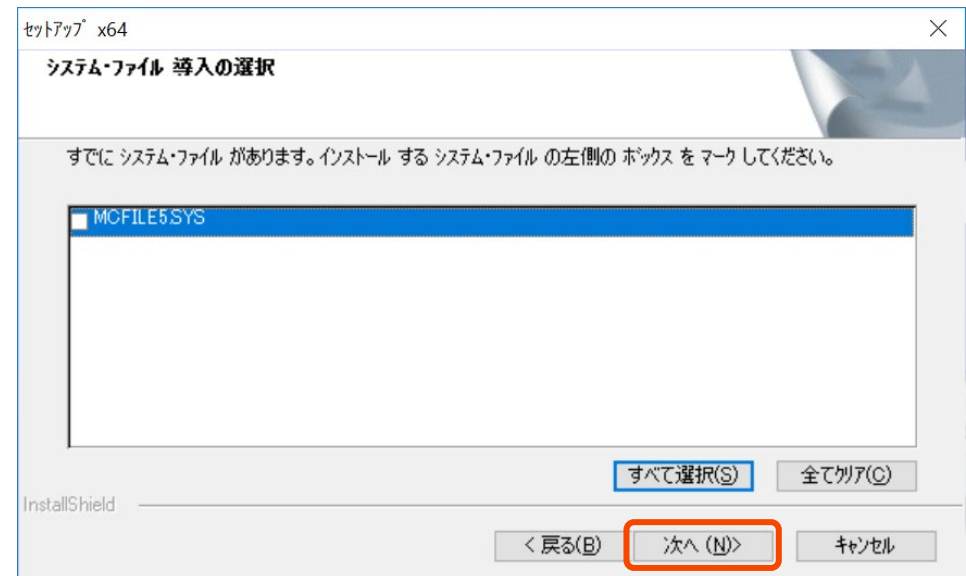 セットアップ x64
システム・ファイル 導入の選択
すでに システム・ファイル があります。インストール する システム・ファイル の左側の ボックス を マーク してください。
MCFILE5.SYS
すべて選択(S)
全てクリア(C)
InstallShield
< 戻る(B)
次へ (N)>
キャンセル